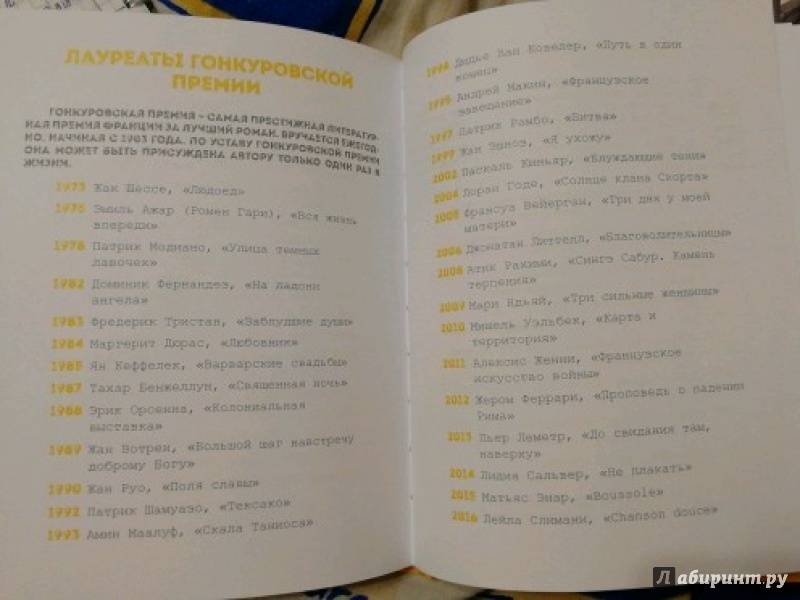 ЛАУРЕАТЫ ГОНКУРОВСКОЙ
ПРЕМИИ
ГОНКУРОВСКАЯ ПРЕМИЯ – САМАЯ ПРЕСТИЖНАЯ ЛИТЕРАТУР-
НАЯ ПРЕМИЯ ФРАНЦИИ ЗА ЛУЧШИЙ РОМАН. ВРУЧАЕТСЯ ЕЖЕГОД-
НО, НАЧИНАЯ С 1903 ГОДА. ПО УСТАВУ ГОНКУРОВСКОЙ ПРЕМИИ
ОНА МОЖЕТ БЫТЬ ПРИСУЖДЕНА АВТОРУ ТОЛЬКО ОДИН РАЗ В
ЖИЗНИ.
1973 Жак Шессе, «Людоед»
1975 Эмиль Ажар (Ромен Гари), «Вся жизнь
впереди»
1978 Патрик Модиано, «Улица темных
лавочек»
1982 Доминик Фернандез, «На ладони
ангела»
1983 Фредерик Тристан, «Заблудшие души»
1984 Маргерит Дюрас, «Любовник»
1985 Ян Кеффелек, «Варварские свадьбы»
1987 Тахар Бенжеллун, «Священная ночь»
1988 Эрик Орсенна, «Колониальная
выставка»
1989 Жан Вотрен, «Большой шаг навстречу
доброму Богу»
1990 Жан Руо, «Поля славы»
1992 Патрик Шамуазо, «Тексако»
1993 Амин Маалуф, «Скала Таниоса»
1994 Дидье Ван Ковелер, «Путь в один
конец»
1995 Андрей Макин, «Французское
завещание»
1997 Патрик Рамбо, «Битва»
1999 Жан Эшноз, «Я ухожу»
2002 Паскаль Киньяр, «Блуждающие тени»
2004 Лоран Годе, «Солнце клана Скорта»
2005 Франсуа Вейерган, «Три дня у моей
матери»
2006 Джонатан Литтелл, «Благоволительницы»
2008 Атик Рахими, «Сингэ Сабур. Камень
терпения»
2009 Мари Ндьяй, «Три сильные женщины»
2010 Мишель Уэльбек, «Карта и
территория»
2011 Алексис Женни, «Французское
искусство войны»
2012 Жером Феррари, «Проповедь о падении
Рима»
2013 Пьер Леметр, «До свидания там,
наверху»
2014 Лидия Сальвер, «Не плакать»
2015 Матьяс Энар, «Boussole»
2016 Лейла Слимани, «Chanson douce»
Лабиринт.ру